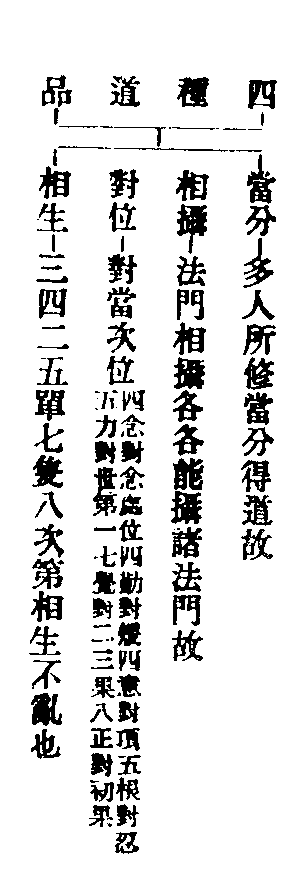 四種道品
當分 多人所修當分得道故
相攝 法門相攝各各能攝諸法門故
對位 對當次位
四念對念處位四勤對煖四意對頂五根對忍
五力對世第一七覺對二三果八正對初果
相生 三四二五單七隻八次第相生不亂也